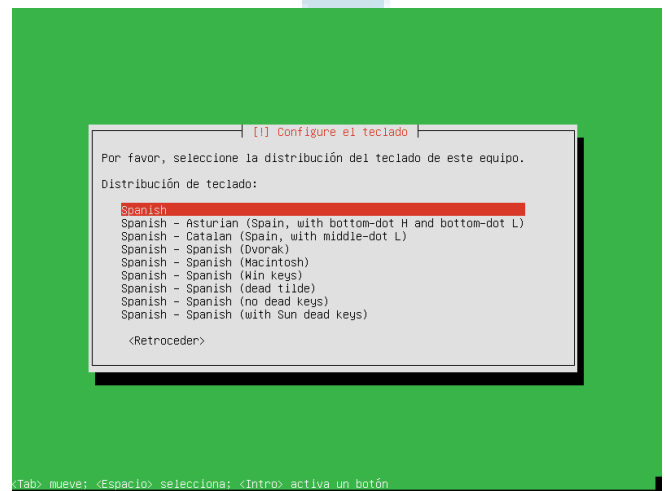 [!] Configure el teclado
Por favor, seleccione la distribución del teclado de este equipo.
Distribución de teclado:
Spanish
Spanish - Asturian (Spain, with bottom-dot H and bottom-dot L)
Spanish - Catalan (Spain, with middle-dot L)
Spanish - Spanish (Dvorak)
Spanish - Spanish (Macintosh)
Spanish - Spanish (Win keys)
Spanish - Spanish (dead tilde)
Spanish - Spanish (no dead keys)
Spanish - Spanish (with Sun dead keys)
<Retroceder>
<Tab> mueve; <Espacio> selecciona; <Intro> activa un botón